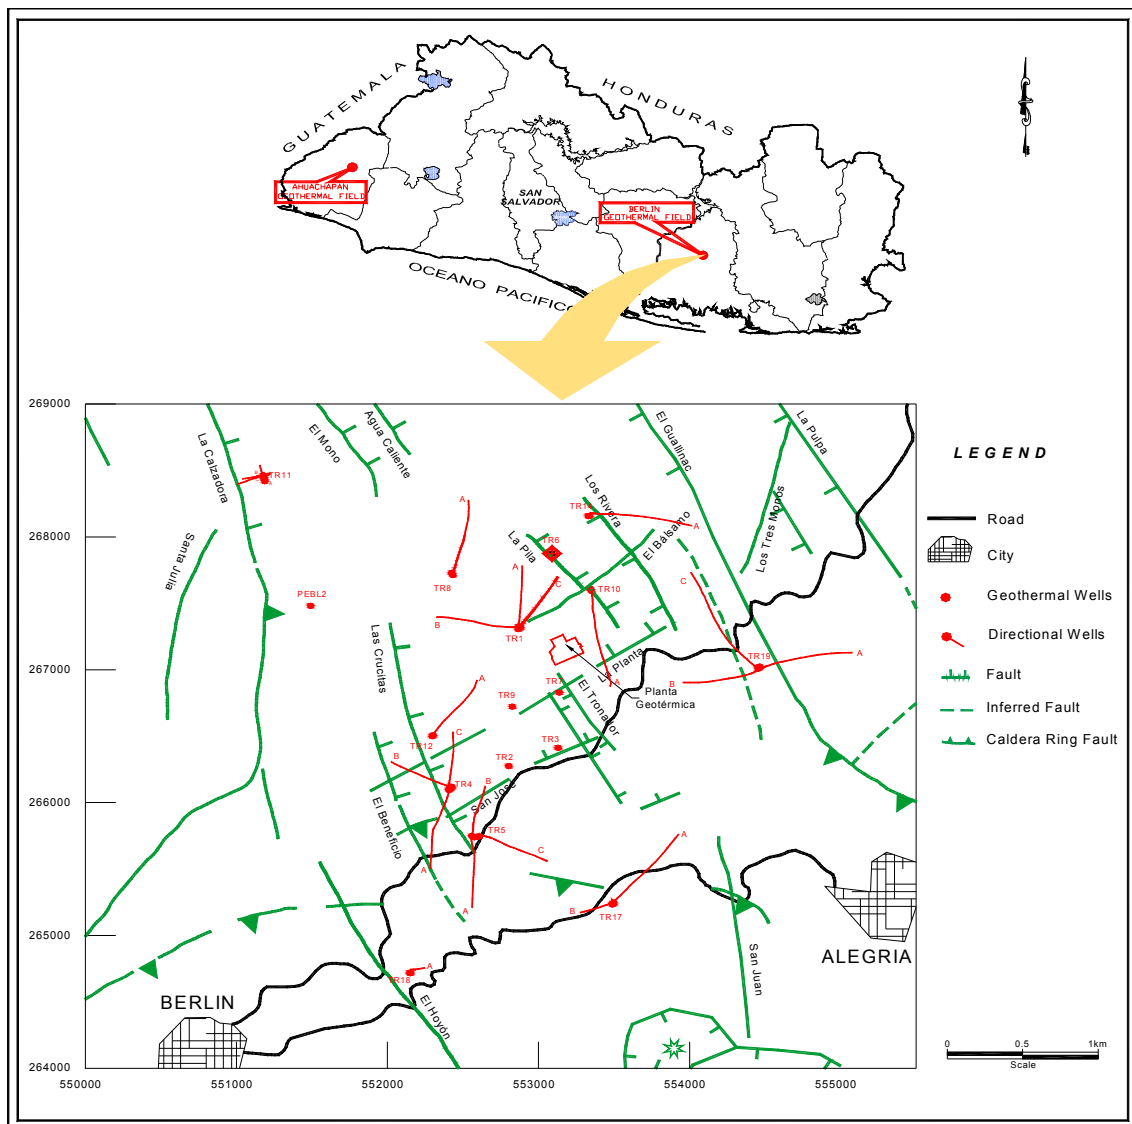 GUATEMALA
HONDURAS
AHUACHAPAN
GEOTHERMAL FIELD
SAN
SALVADOR
BERLIN
GEOTHERMAL FIELD
OCEANO PACIFICO
269000
268000
267000
266000
265000
264000
550000
551000
552000
553000
554000
555000
La Calzadora
El Mono
Agua Caliente
El Guallinac
La Pulpa
TR11
A
Los Rivera
TR14
A
El Bálsamo
Los Tres Monos
Santa Julia
La Pila
TR6
TR8
A
C
TR10
C
PEBL2
B
TR1
Las Crucitas
La Planta
A
TR19
A
B
A
TR7
TR9
El Tronador
Planta
Geotérmica
TR12
C
TR3
B
TR2
TR4
B
San José
El Beneficio
TR5
A
C
A
A
B
TR17
ALEGRIA
San Juan
A
TR18
BERLIN
El Hoyón
LEGEND
Road
City
Geothermal Wells
Directional Wells
Fault
Inferred Fault
Caldera Ring Fault
0
0.5
1km
Scale